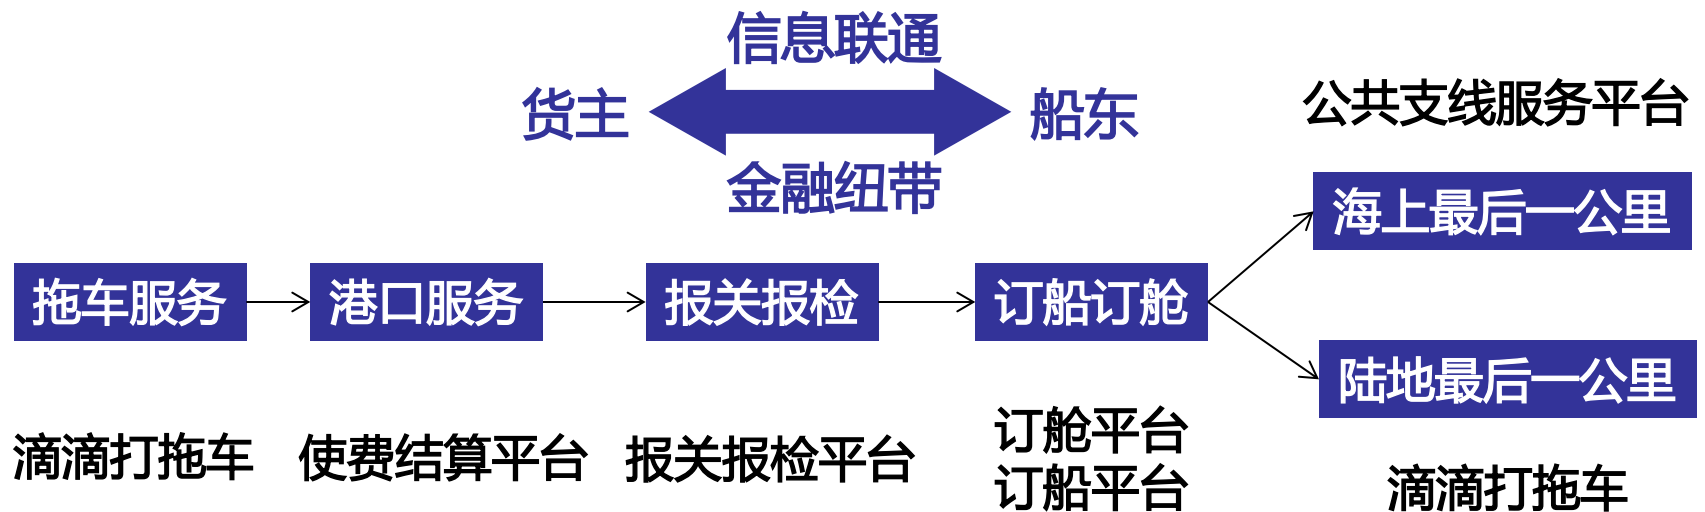 信息联通
货主
船东
金融纽带
公共支线服务平台
海上最后一公里
拖车服务
港口服务
报关报检
订船订舱
陆地最后一公里
滴滴打拖车
使费结算平台
报关报检平台
订舱平台
订船平台
滴滴打拖车